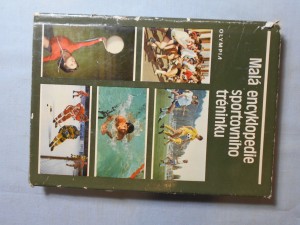 OLYMPIA
Malá encyklopedie
sportovního
tréninku